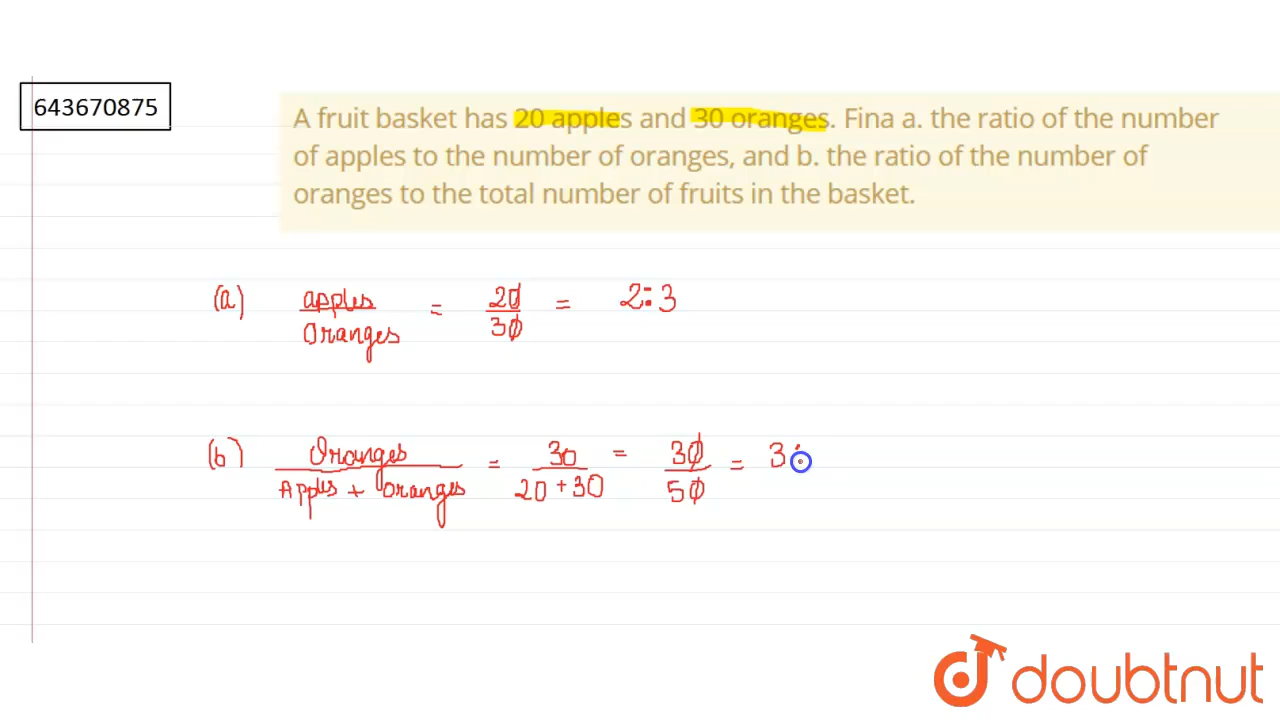 643670875
A fruit basket has 20 apples and 30 oranges. Fina a. the ratio of the number
of apples to the number of oranges, and b. the ratio of the number of
oranges to the total number of fruits in the basket.
(a) apples/Oranges = 20/30 = 2:3
(b) Oranges/Apples + Oranges = 30/20+30 = 30/50 = 3
doubtnut